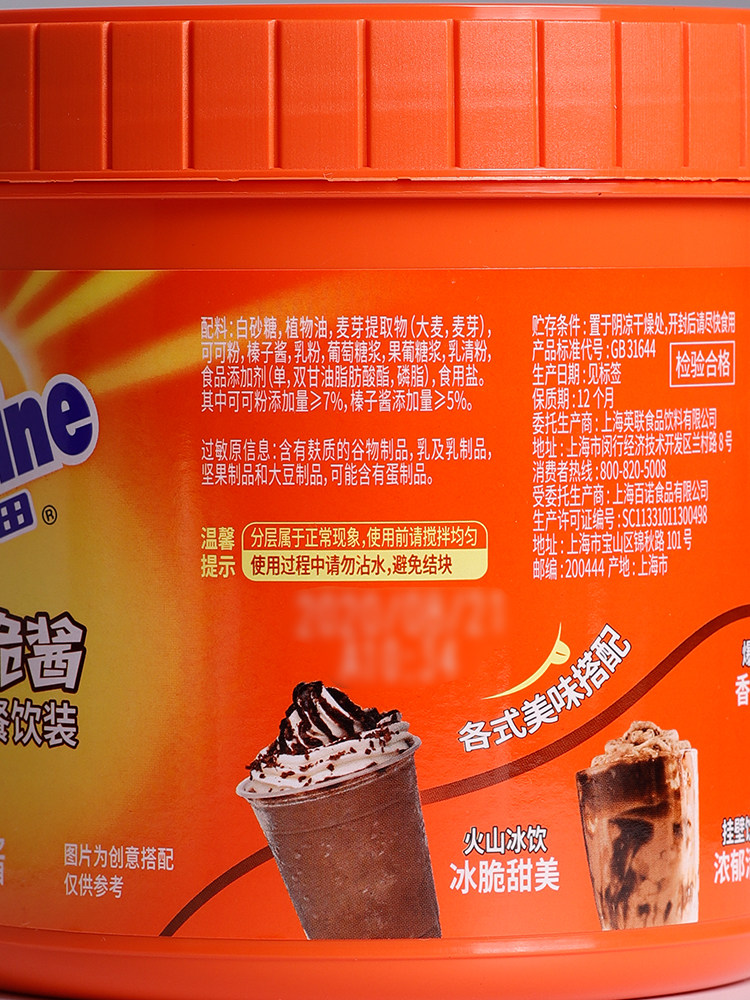 配料:白砂糖,植物油,麦芽提取物(大麦,麦芽),
可可粉,榛子酱,乳粉,葡萄糖浆,果葡糖浆,乳清粉,
食品添加剂(单,双甘油脂肪酸酯,磷脂),食用盐。
其中可可粉添加量≥7%,榛子酱添加量≥5%。
过敏原信息:含有麸质的谷物制品,乳及乳制品,
坚果制品和大豆制品,可能含有蛋制品。
温馨
提示
分层属于正常现象,使用前请搅拌均匀
使用过程中请勿沾水,避免结块
贮存条件:置于阴凉干燥处,开封后请尽快食用
产品标准代号:GB 31644
生产日期:见标签
保质期:12个月
检验合格
委托生产商:上海英联食品饮料有限公司
地址:上海市闵行经济技术开发区兰村路8号
消费者热线:800-820-5008
受委托生产商:上海百诺食品有限公司
生产许可证编号:SC11331011300498
地址:上海市宝山区锦秋路101号
邮编:200444 产地:上海市
ine
田®
脆酱
餐饮装
图片为创意搭配
仅供参考
各式美味搭配
火山冰饮
冰脆甜美
香
挂壁
浓郁